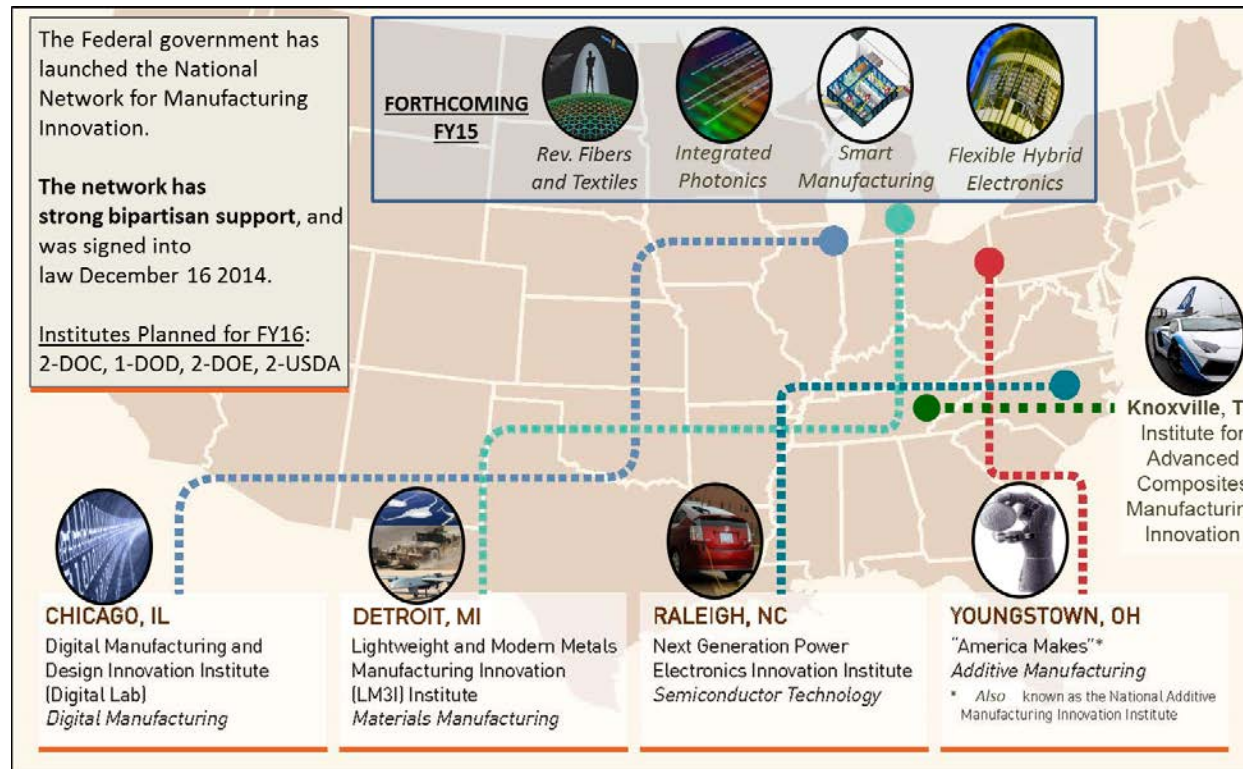 The Federal government has
launched the National
Network for Manufacturing
Innovation.
The network has
strong bipartisan support, and
was signed into
law December 16 2014.
Institutes Planned for FY16:
2-DOC, 1-DOD, 2-DOE, 2-USDA
FORTHCOMING
FY15
Rev. Fibers
and Textiles
Integrated
Photonics
Smart
Manufacturing
Flexible Hybrid
Electronics
Knoxville, T
Institute for
Advanced
Composites
Manufacturin
Innovation
CHICAGO, IL
Digital Manufacturing and
Design Innovation Institute
(Digital Lab)
Digital Manufacturing
DETROIT, MI
Lightweight and Modern Metals
Manufacturing Innovation
(LM3I) Institute
Materials Manufacturing
RALEIGH, NC
Next Generation Power
Electronics Innovation Institute
Semiconductor Technology
YOUNGSTOWN, OH
"America Makes"*
Additive Manufacturing
* Also known as the National Additive
Manufacturing Innovation Institute